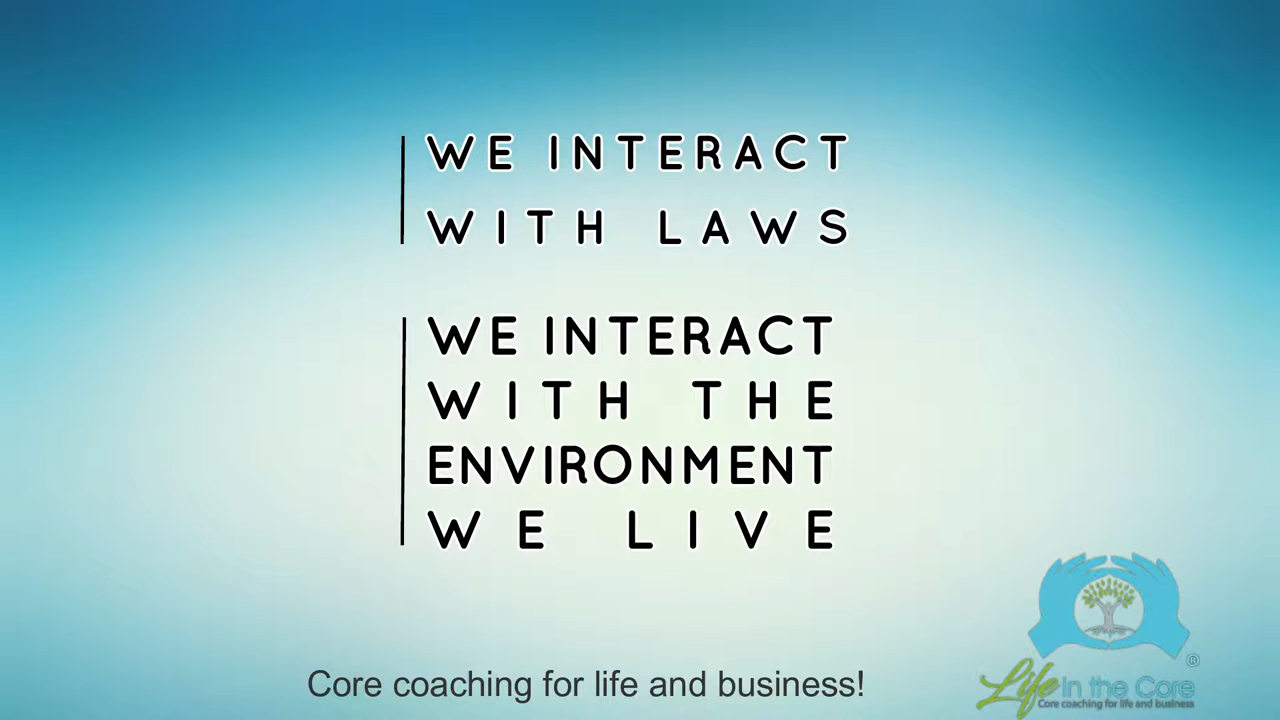 WE INTERACT
WITH LAWS
WE INTERACT
WITH THE
ENVIRONMENT
WE LIVE
Core coaching for life and business!
®
Life In the Core
Core coaching for life and business